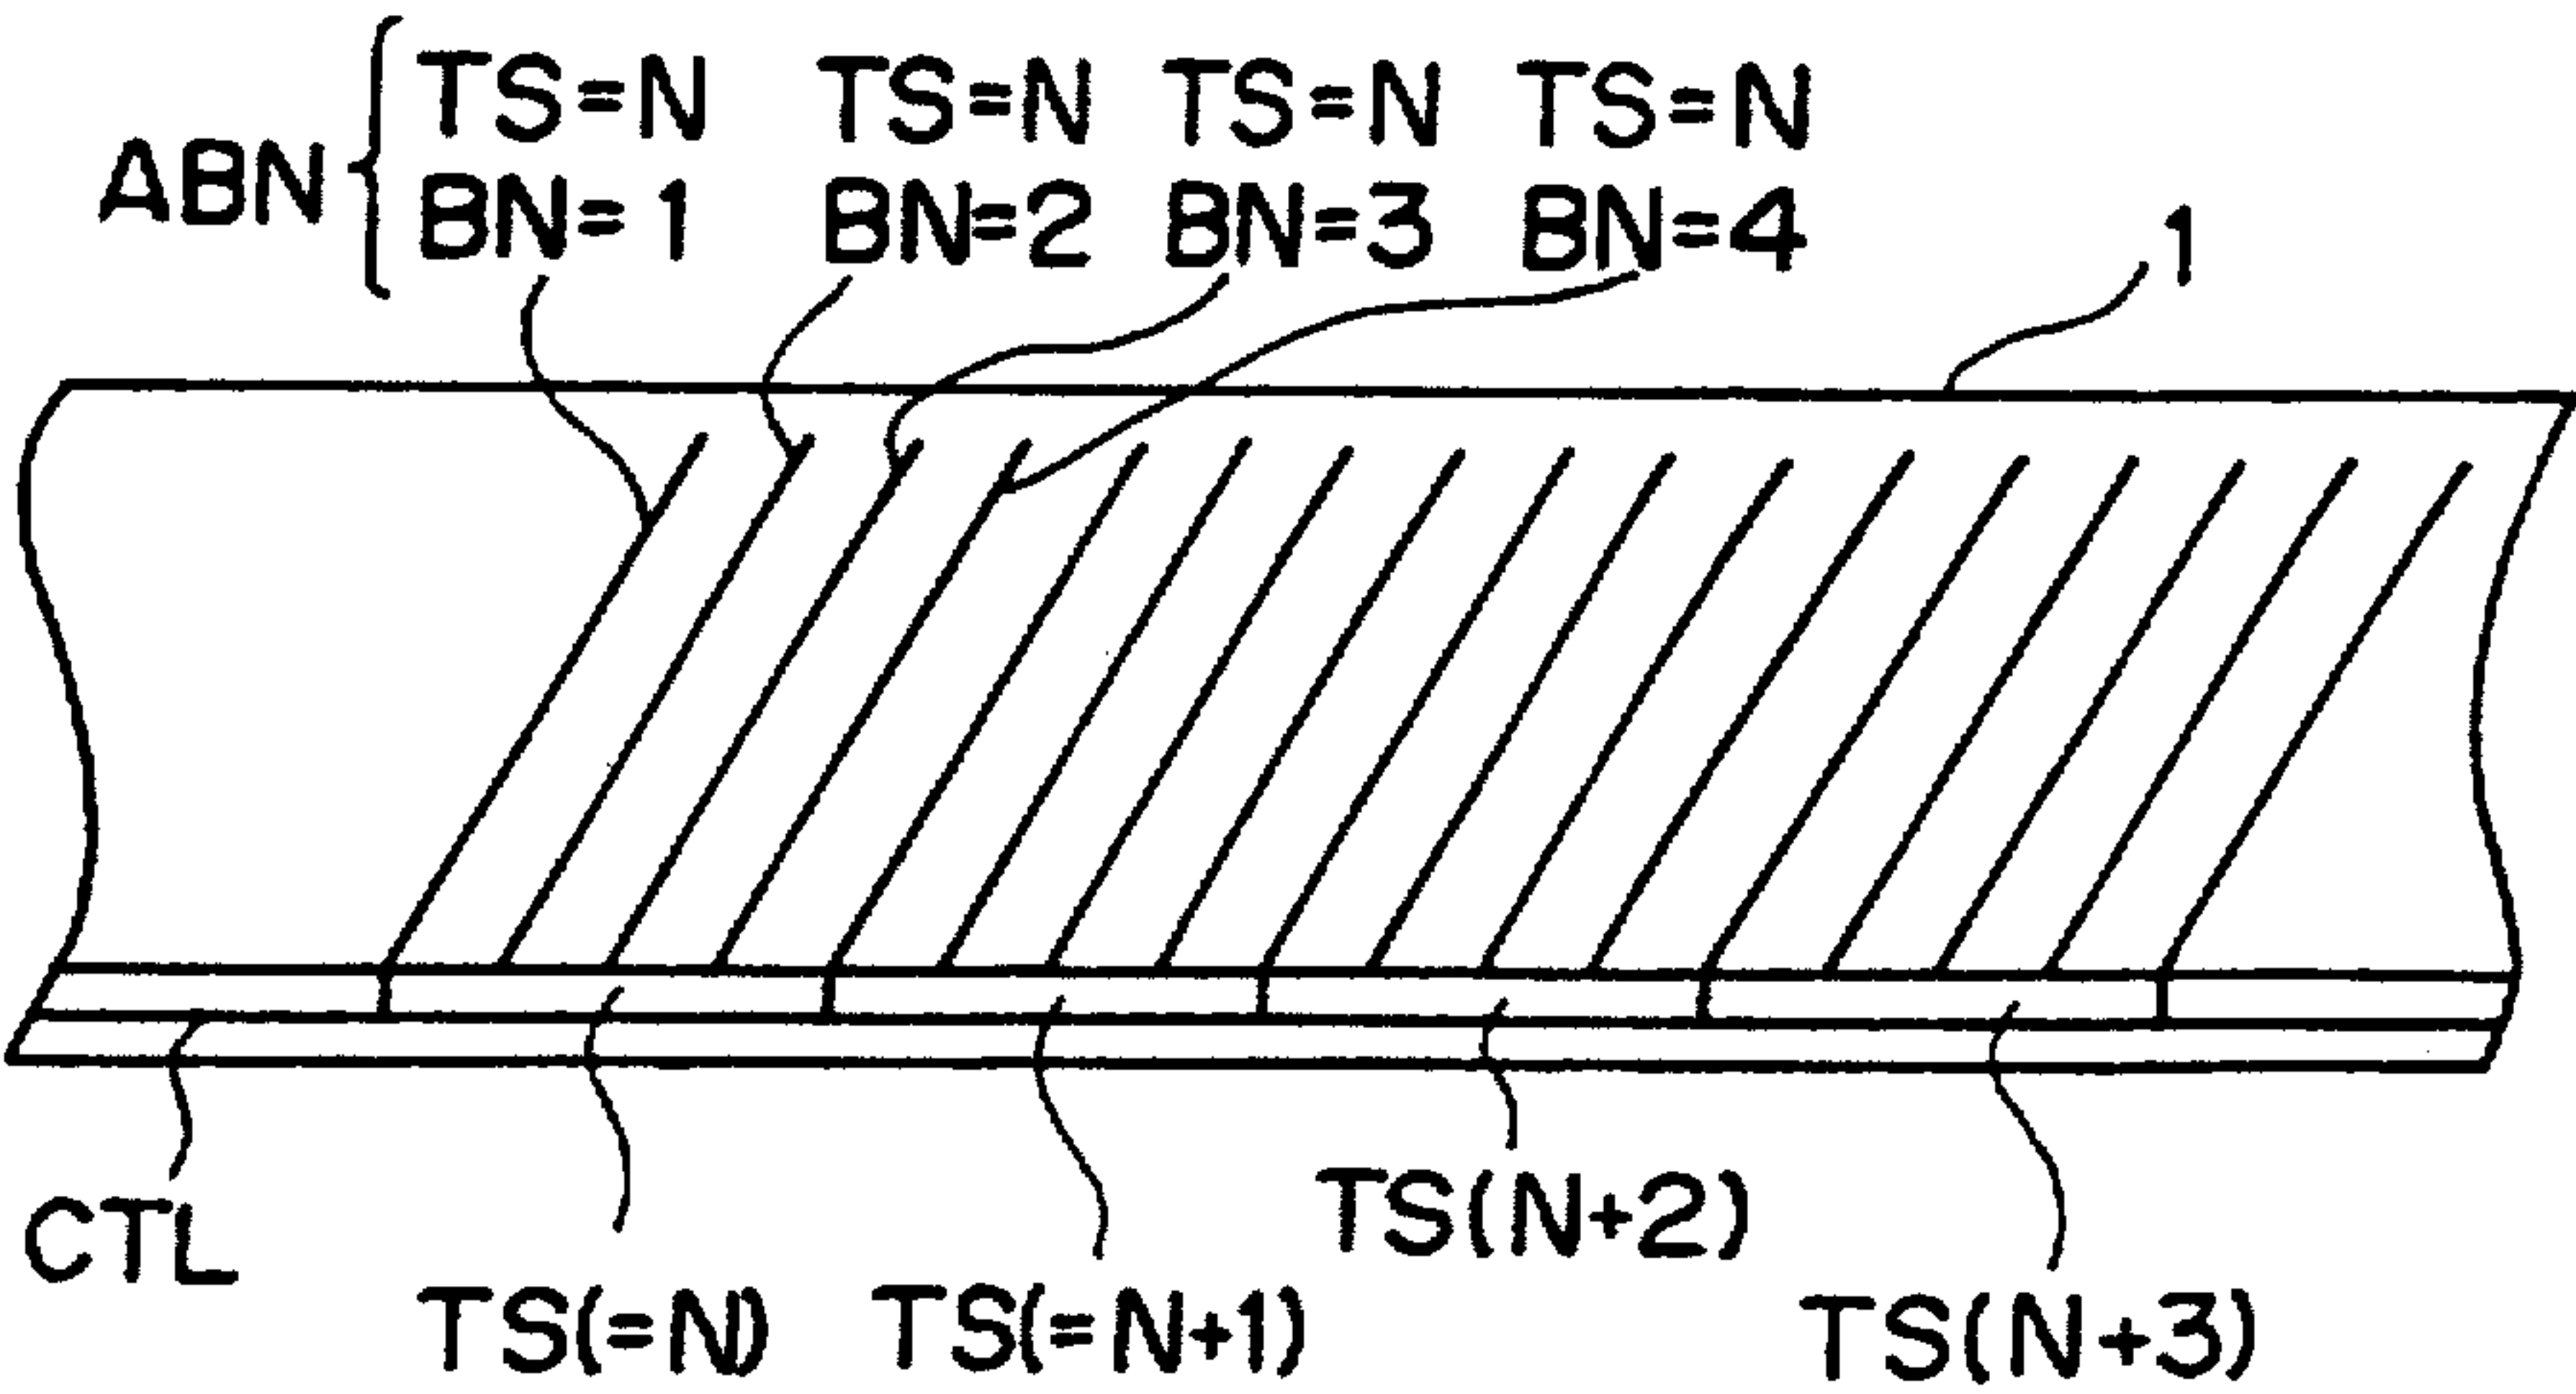 TS=N TS=N TS=N TS=N
ABN
BN=1 BN=2 BN=3 BN=4
1
TS(N+2)
CTL
TS(=N) TS(=N+1) TS(N+3)